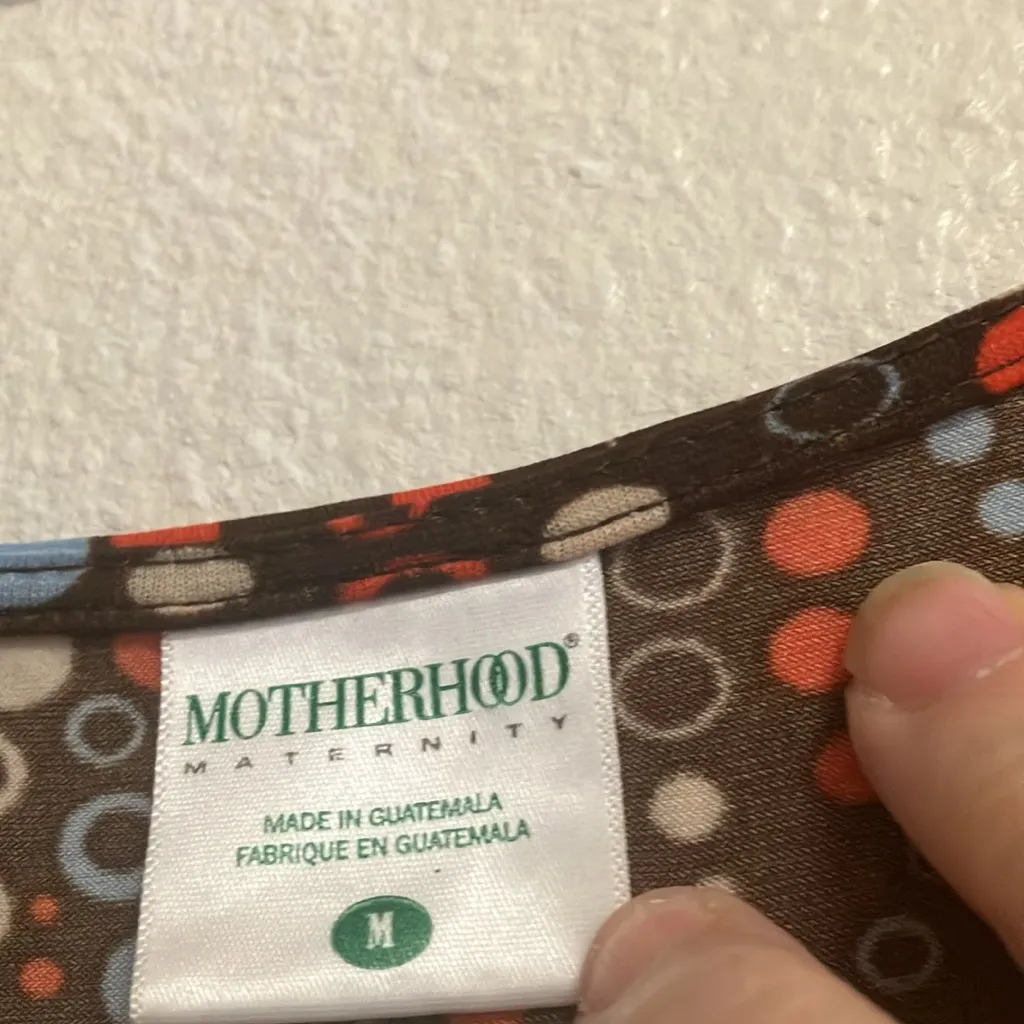 MOTHERHOOD®
MATERNITY
MADE IN GUATEMALA
FABRIQUE EN GUATEMALA
M